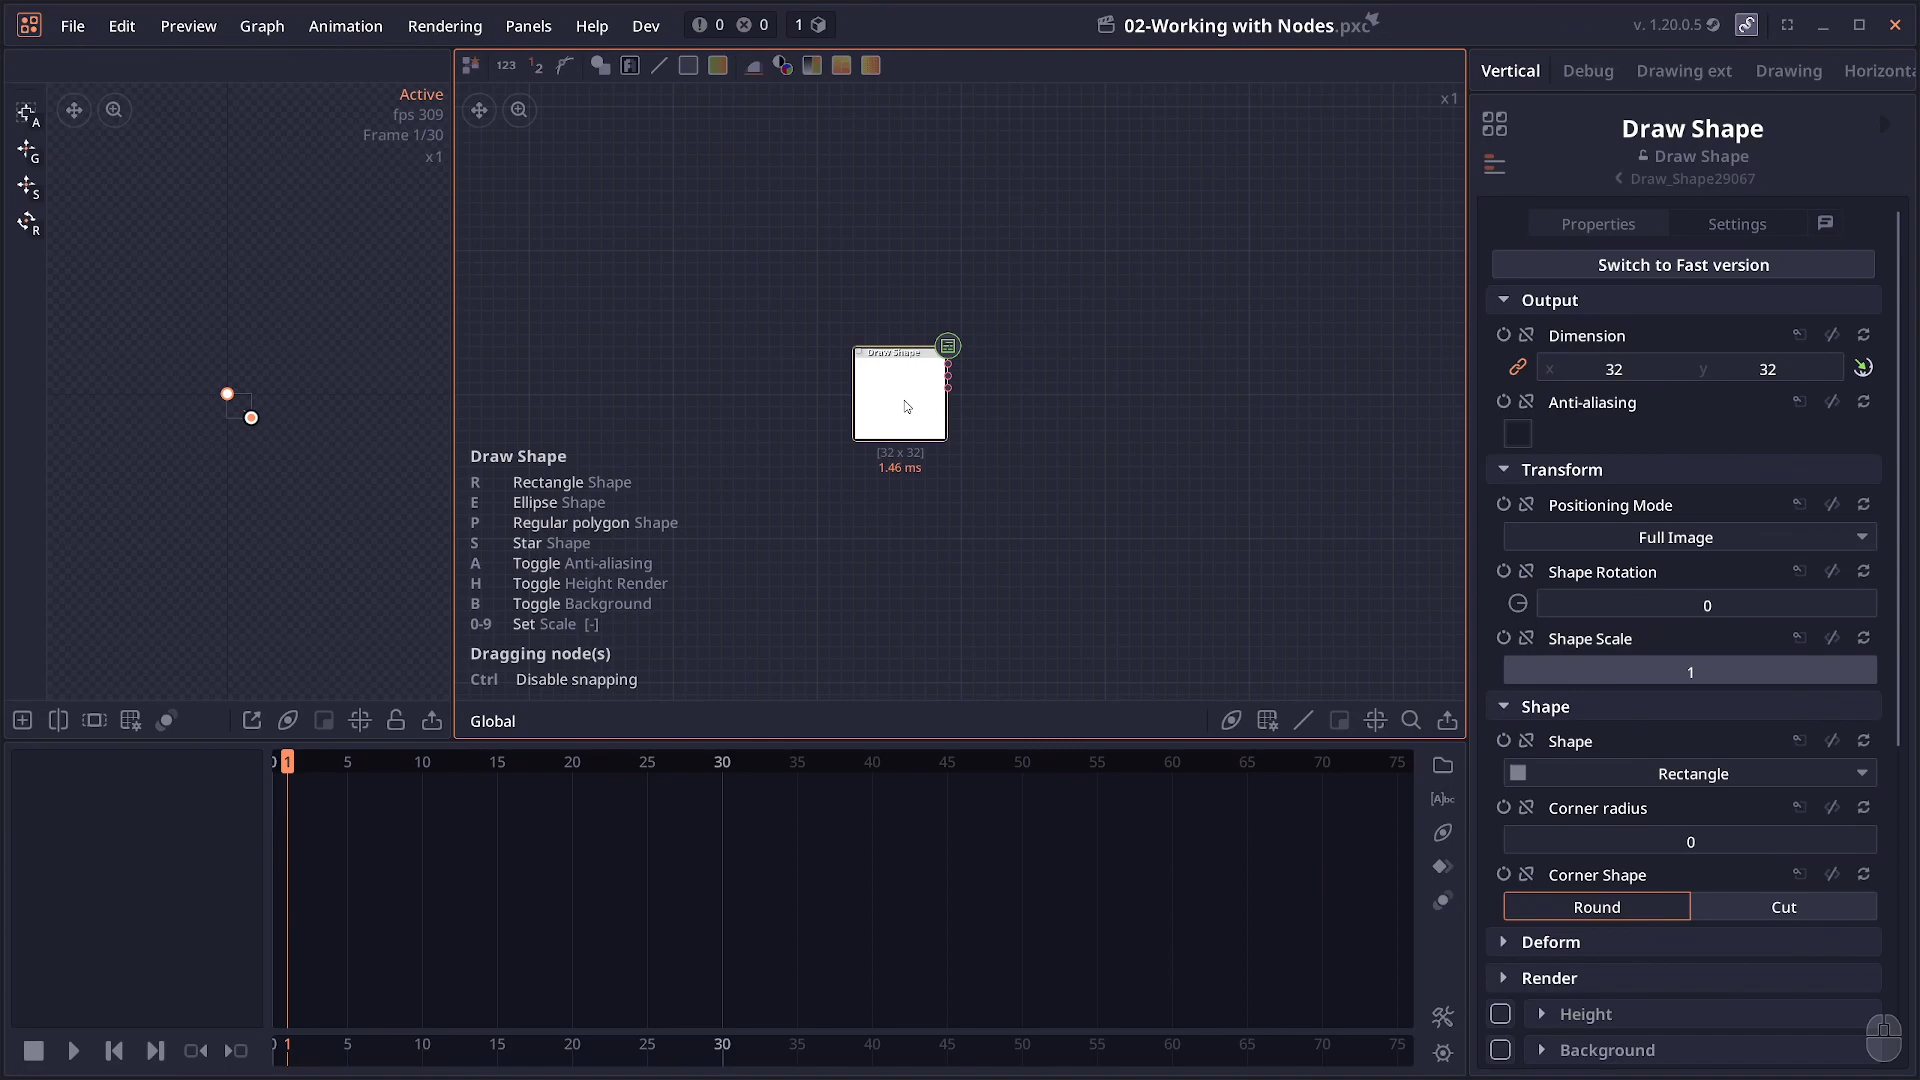 File Edit Preview Graph Animation Rendering Panels Help Dev 0 0 1 02-Working with Nodes.pxc v. 1.20.0.5
123 1 2
A
G
S
R
Active
fps 309
Frame 1/30
x1
x1
Draw Shape
[32 x 32]
1.46 ms
Draw Shape
R Rectangle Shape
E Ellipse Shape
P Regular polygon Shape
S Star Shape
A Toggle Anti-aliasing
H Toggle Height Render
B Toggle Background
0-9 Set Scale [-]
Dragging node(s)
Ctrl Disable snapping
Global
Vertical Debug Drawing ext Drawing Horizonta
Draw Shape
Draw Shape
Draw_Shape29067
Properties Settings
Switch to Fast version
Output
Dimension
x 32 y 32
Anti-aliasing
Transform
Positioning Mode
Full Image
Shape Rotation
0
Shape Scale
1
Shape
Shape
Rectangle
Corner radius
0
Corner Shape
Round Cut
Deform
Render
Height
Background
0 1 5 10 15 20 25 30 35 40 45 50 55 60 65 70 75
[A]bc
0 1 5 10 15 20 25 30 35 40 45 50 55 60 65 70 75